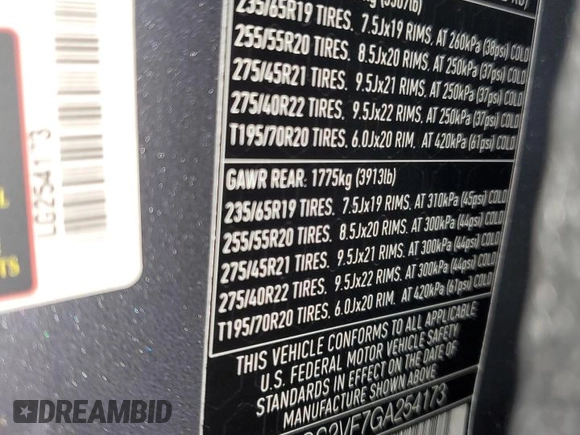 (3307lb)
235/65R19 TIRES. 7.5Jx19 RIMS, AT 260kPa (38psi) COLD
255/55R20 TIRES. 8.5Jx20 RIMS, AT 250kPa (37psi) COLD
275/45R21 TIRES. 9.5Jx21 RIMS, AT 250kPa (37psi) COLD
275/40R22 TIRES. 9.5Jx22 RIMS, AT 250kPa (37psi) COLD
T195/70R20 TIRES. 6.0Jx20 RIM, AT 420kPa (61psi) COLD
GAWR REAR: 1775kg (3913lb)
235/65R19 TIRES. 7.5Jx19 RIMS, AT 310kPa (45psi) COLD
255/55R20 TIRES. 8.5Jx20 RIMS, AT 300kPa (44psi) COLD
275/45R21 TIRES. 9.5Jx21 RIMS, AT 300kPa (44psi) COLD
275/40R22 TIRES. 9.5Jx22 RIMS, AT 300kPa (44psi) COLD
T195/70R20 TIRES. 6.0Jx20 RIM, AT 420kPa (61psi) COLD
THIS VEHICLE CONFORMS TO ALL APPLICABLE
U.S. FEDERAL MOTOR VEHICLE SAFETY
STANDARDS IN EFFECT ON THE DATE OF
MANUFACTURE SHOWN ABOVE
VF7GA254173
LG254173
TS
AUTOBIDMASTER